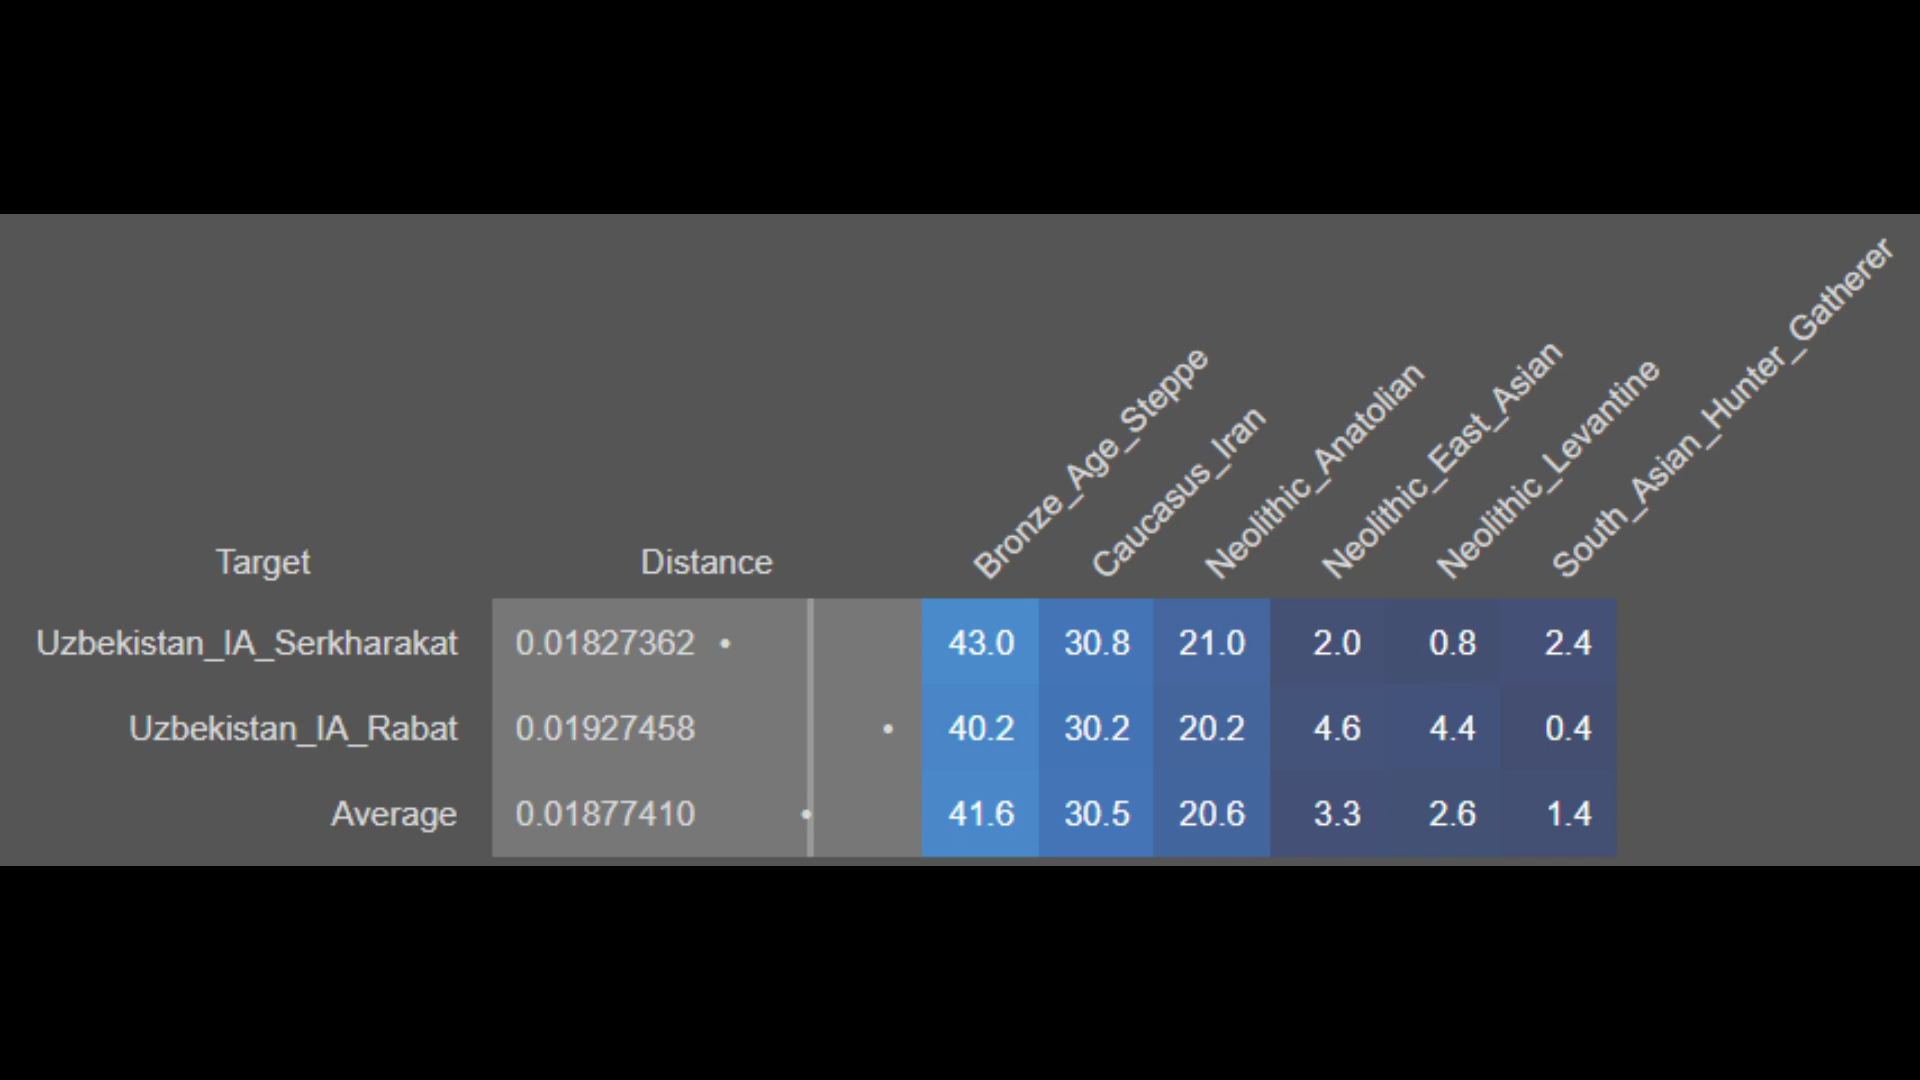 Target Distance Bronze_Age_Steppe Caucasus_Iran Neolithic_Anatolian Neolithic_East_Asian Neolithic_Levantine South_Asian_Hunter_Gatherer
Uzbekistan_IA_Serkharakat 0.01827362 43.0 30.8 21.0 2.0 0.8 2.4
Uzbekistan_IA_Rabat 0.01927458 40.2 30.2 20.2 4.6 4.4 0.4
Average 0.01877410 41.6 30.5 20.6 3.3 2.6 1.4